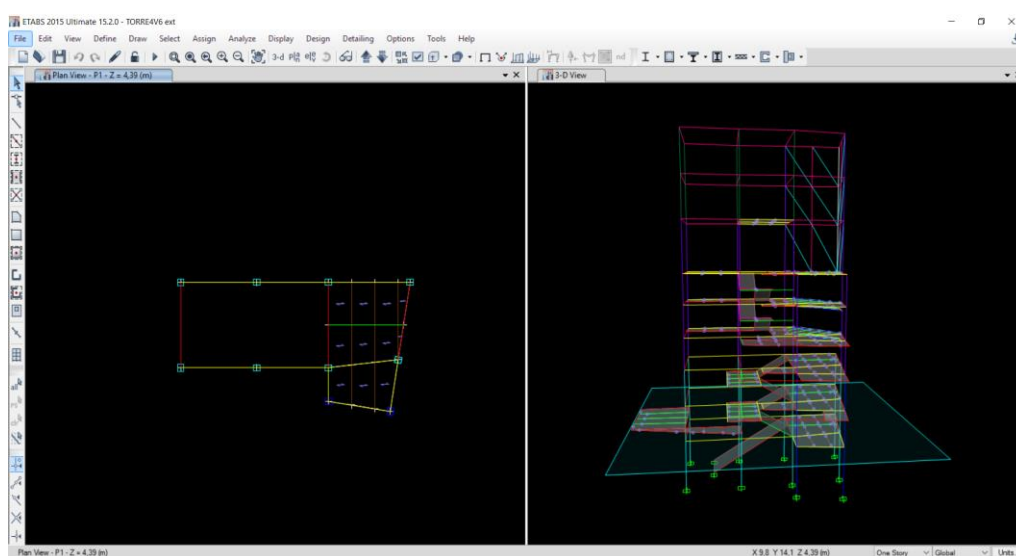 ETABS 2015 Ultimate 15.2.0 - TORRE4V6 ext
File Edit View Define Draw Select Assign Analyze Display Design Detailing Options Tools Help
3-d
nd
Plan View - P1 - Z = 4,39 (m)
3-D View
all
Plan View - P1 - Z = 4,39 (m)
X 9.8 Y 14.1 Z 4.39 (m)
One Story
Global
Units